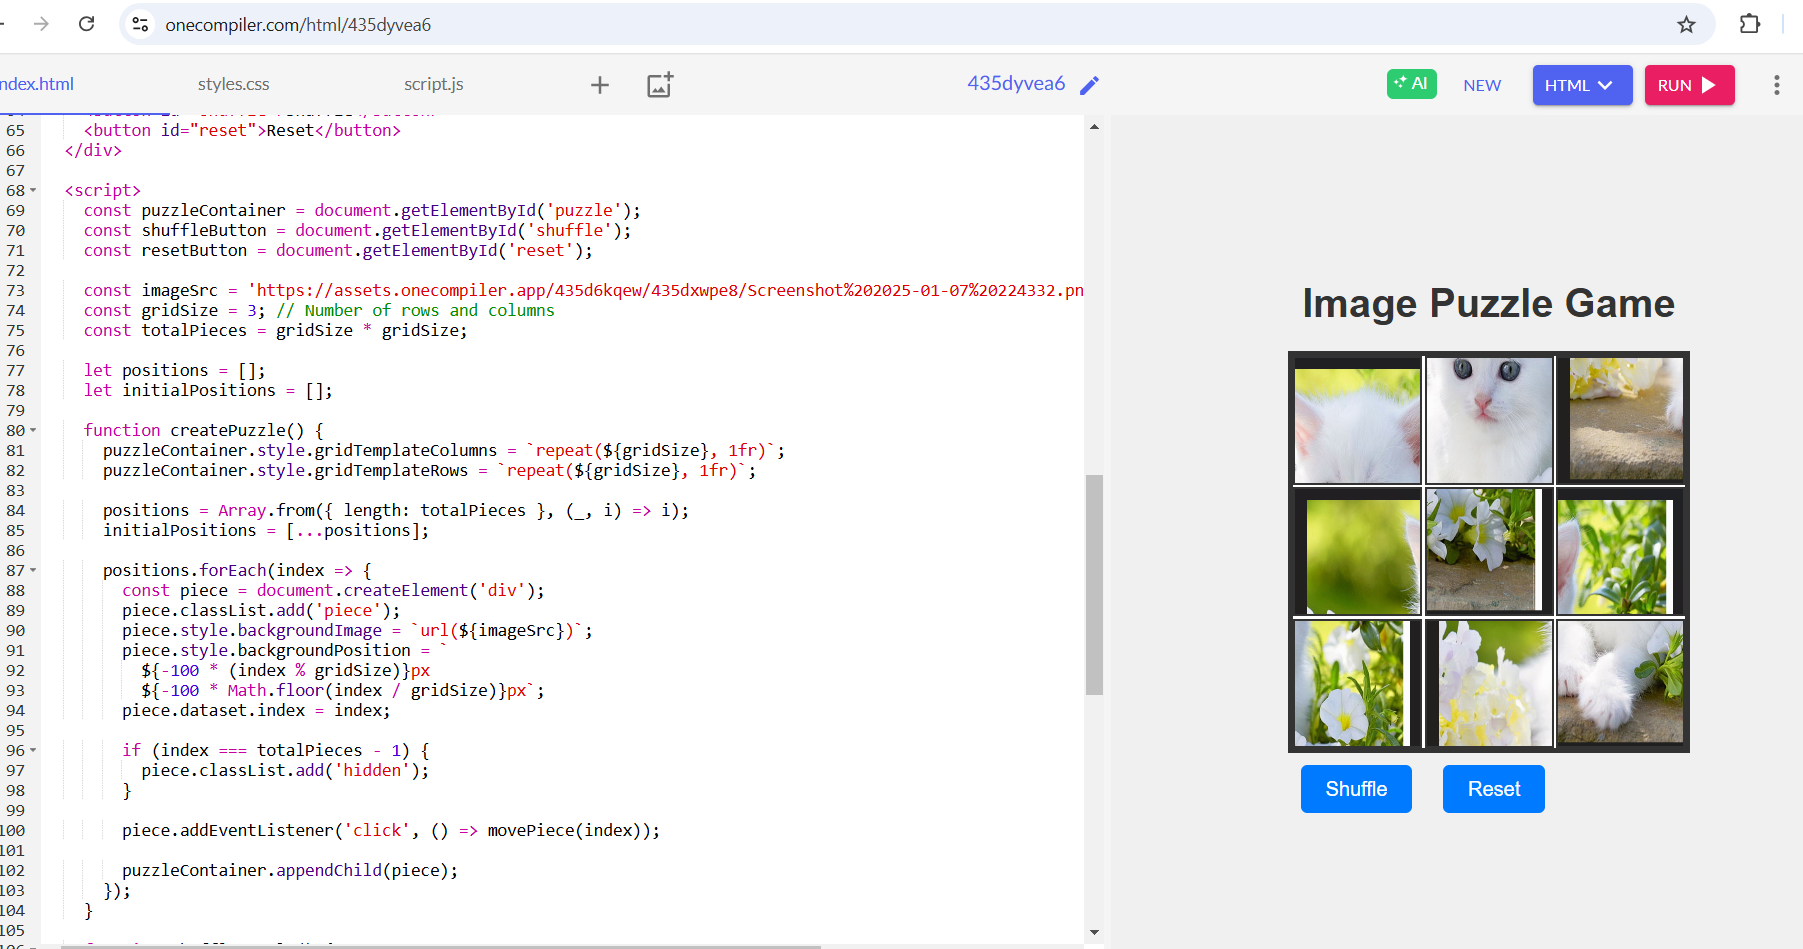 onecompiler.com/html/435dyvea6
ndex.html styles.css script.js + 435dyvea6 AI NEW HTML RUN
65 <button id="reset">Reset</button>
66 </div>
67
68 <script>
69 const puzzleContainer = document.getElementById('puzzle');
70 const shuffleButton = document.getElementById('shuffle');
71 const resetButton = document.getElementById('reset');
72
73 const imageSrc = 'https://assets.onecompiler.app/435d6kqew/435dxwpe8/Screenshot%202025-01-07%20224332.pn
74 const gridSize = 3; // Number of rows and columns
75 const totalPieces = gridSize * gridSize;
76
77 let positions = [];
78 let initialPositions = [];
79
80 function createPuzzle() {
81 puzzleContainer.style.gridTemplateColumns = `repeat(${gridSize}, 1fr)`;
82 puzzleContainer.style.gridTemplateRows = `repeat(${gridSize}, 1fr)`;
83
84 positions = Array.from({ length: totalPieces }, (_, i) => i);
85 initialPositions = [...positions];
86
87 positions.forEach(index => {
88 const piece = document.createElement('div');
89 piece.classList.add('piece');
90 piece.style.backgroundImage = `url(${imageSrc})`;
91 piece.style.backgroundPosition = `
92 ${-100 * (index % gridSize)}px
93 ${-100 * Math.floor(index / gridSize)}px`;
94 piece.dataset.index = index;
95
96 if (index === totalPieces - 1) {
97 piece.classList.add('hidden');
98 }
99
100 piece.addEventListener('click', () => movePiece(index));
101
102 puzzleContainer.appendChild(piece);
103 });
104 }
105
Image Puzzle Game
Shuffle Reset